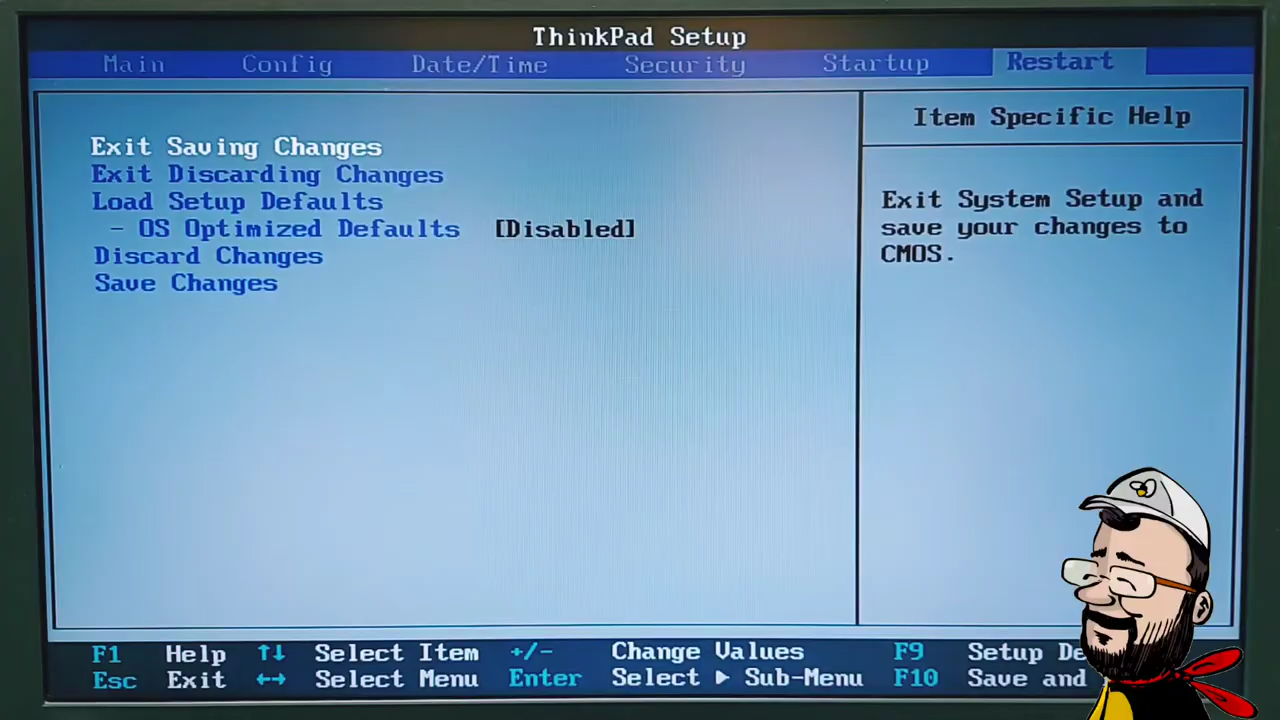 ThinkPad Setup
Main Config Date/Time Security Startup Restart
Exit Saving Changes
Exit Discarding Changes
Load Setup Defaults
- OS Optimized Defaults [Disabled]
Discard Changes
Save Changes
Item Specific Help
Exit System Setup and
save your changes to
CMOS.
F1 Help ↑↓ Select Item +/- Change Values F9 Setup De
Esc Exit ←→ Select Menu Enter Select ▶ Sub-Menu F10 Save and